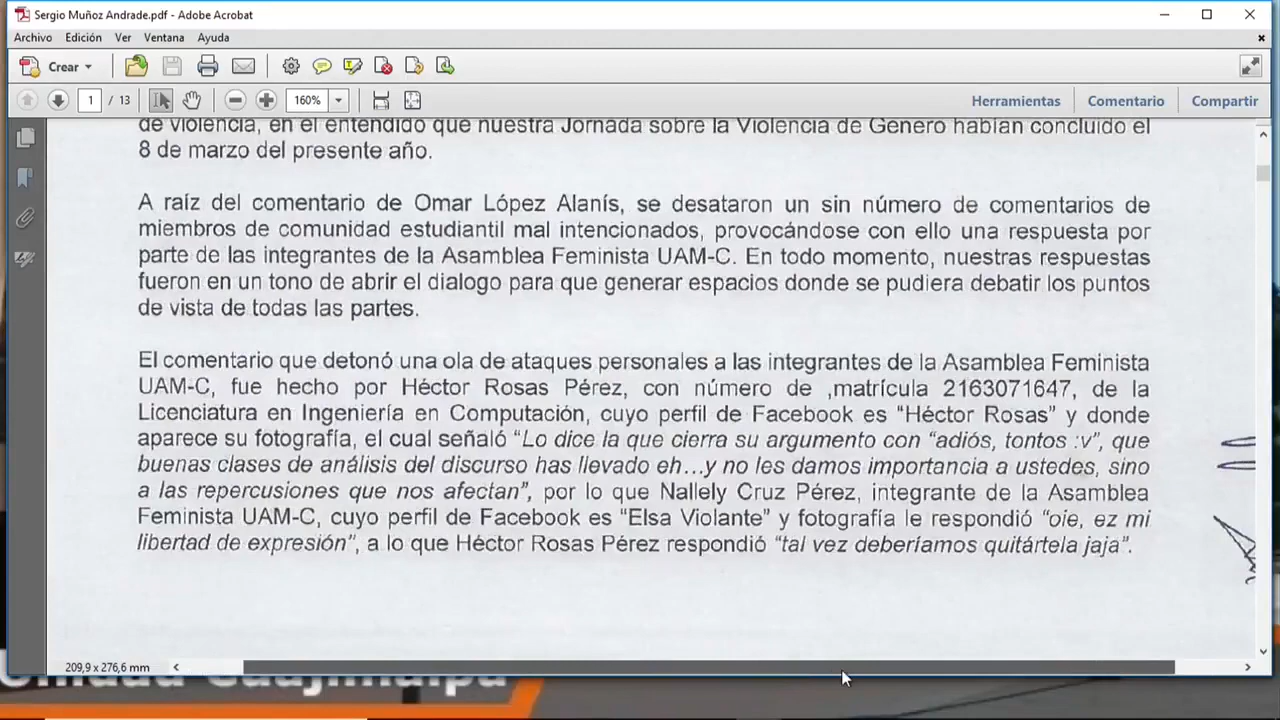 Sergio Muñoz Andrade.pdf - Adobe Acrobat
Archivo Edición Ver Ventana Ayuda
Crear
1 / 13 160% Herramientas Comentario Compartir
de violencia, en el entendido que nuestra Jornada sobre la Violencia de Género habían concluido el
8 de marzo del presente año.
A raíz del comentario de Omar López Alanís, se desataron un sin número de comentarios de
miembros de comunidad estudiantil mal intencionados, provocándose con ello una respuesta por
parte de las integrantes de la Asamblea Feminista UAM-C. En todo momento, nuestras respuestas
fueron en un tono de abrir el dialogo para que generar espacios donde se pudiera debatir los puntos
de vista de todas las partes.
El comentario que detonó una ola de ataques personales a las integrantes de la Asamblea Feminista
UAM-C, fue hecho por Héctor Rosas Pérez, con número de ,matrícula 2163071647, de la
Licenciatura en Ingeniería en Computación, cuyo perfil de Facebook es “Héctor Rosas” y donde
aparece su fotografía, el cual señaló “Lo dice la que cierra su argumento con “adiós, tontos :v”, que
buenas clases de análisis del discurso has llevado eh...y no les damos importancia a ustedes, sino
a las repercusiones que nos afectan”, por lo que Nallely Cruz Pérez, integrante de la Asamblea
Feminista UAM-C, cuyo perfil de Facebook es “Elsa Violante” y fotografía le respondió “oie, ez mi
libertad de expresión”, a lo que Héctor Rosas Pérez respondió “tal vez deberíamos quitártela jaja”.
209,9 x 276,6 mm